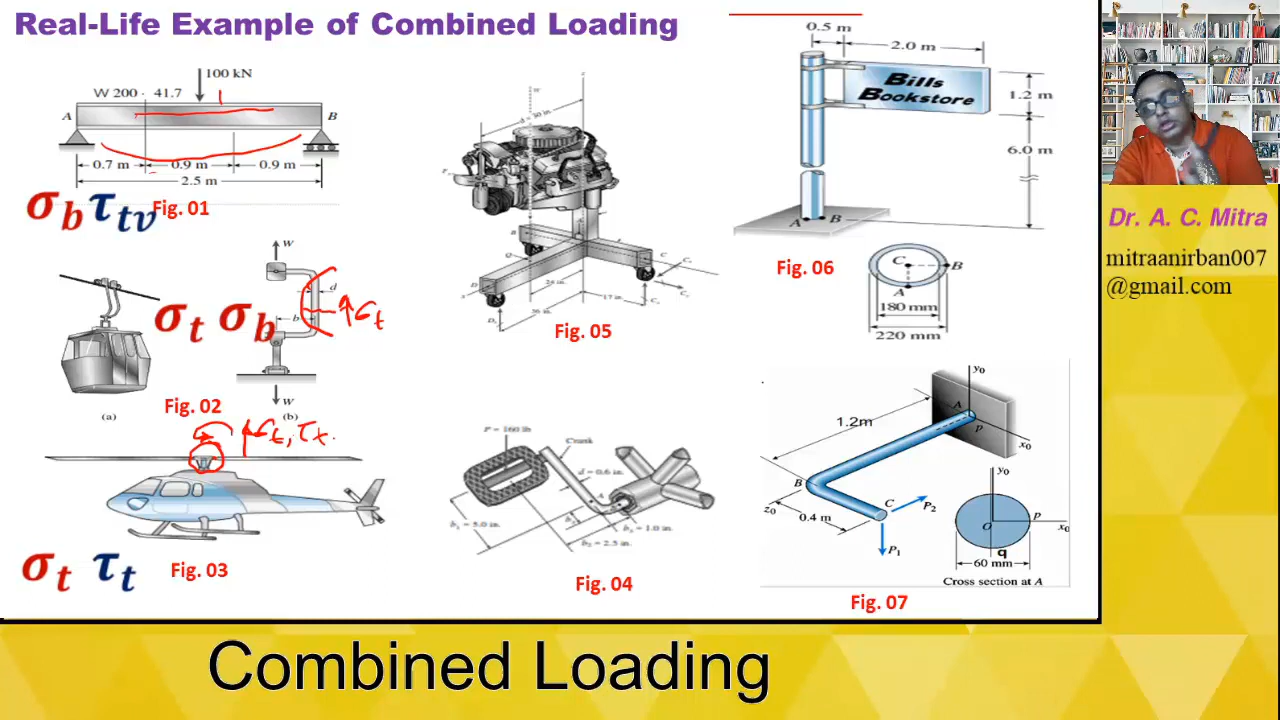 Real-Life Example of Combined Loading
100 kN
W 200 · 41.7
A
B
0.7 m
0.9 m
0.9 m
2.5 m
σb τtv
Fig. 01
W
d
b
σt σb
σt
W
(a)
Fig. 02
(b)
σt, τt.
σt τt
Fig. 03
Fig. 05
P = 160 lb
Crank
d = 0.6 in.
A
b1 = 5.0 in.
b3 = 1.0 in.
b2 = 2.5 in.
Fig. 04
0.5 m
2.0 m
Bills
Bookstore
1.2 m
6.0 m
A
B
Fig. 06
C
B
A
180 mm
220 mm
y0
A
p
1.2m
x0
B
z0
0.4 m
C
P2
P1
y0
O
p
x0
q
60 mm
Cross section at A
Fig. 07
Dr. A. C. Mitra
mitraanirban007
@gmail.com
Combined Loading